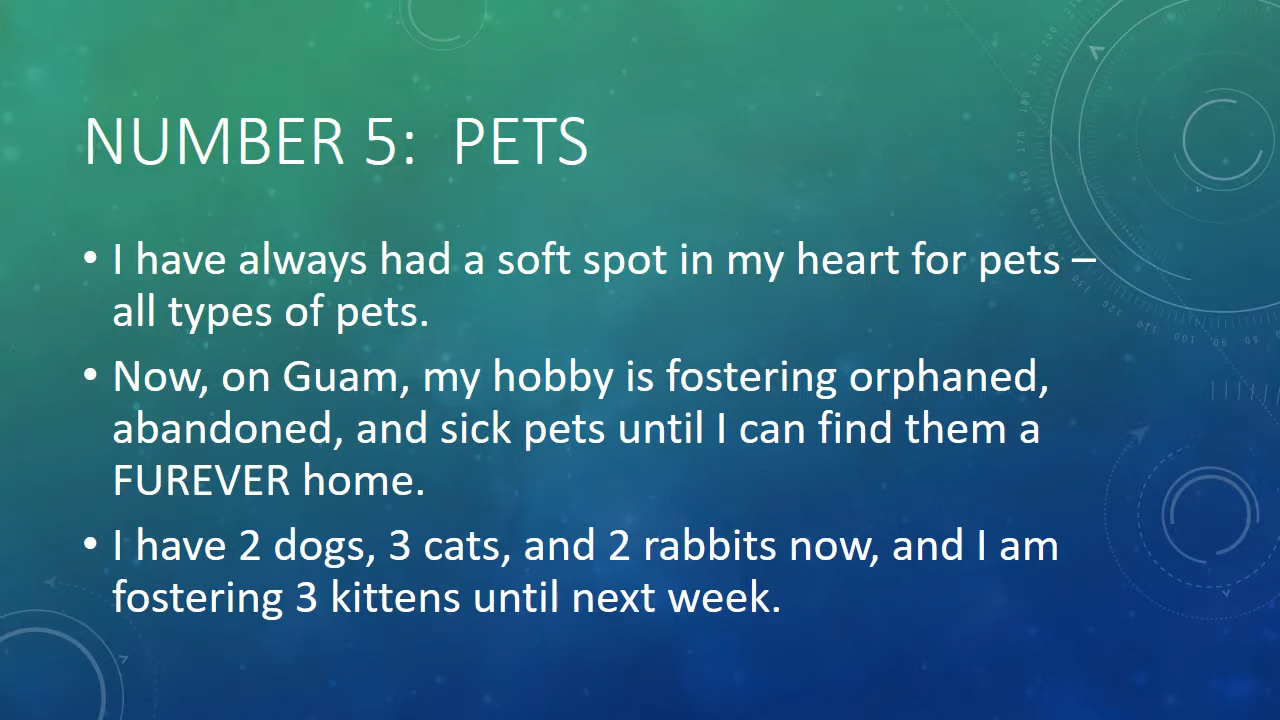 NUMBER 5:  PETS
• I have always had a soft spot in my heart for pets –
all types of pets.
• Now, on Guam, my hobby is fostering orphaned,
abandoned, and sick pets until I can find them a
FUREVER home.
• I have 2 dogs, 3 cats, and 2 rabbits now, and I am
fostering 3 kittens until next week.